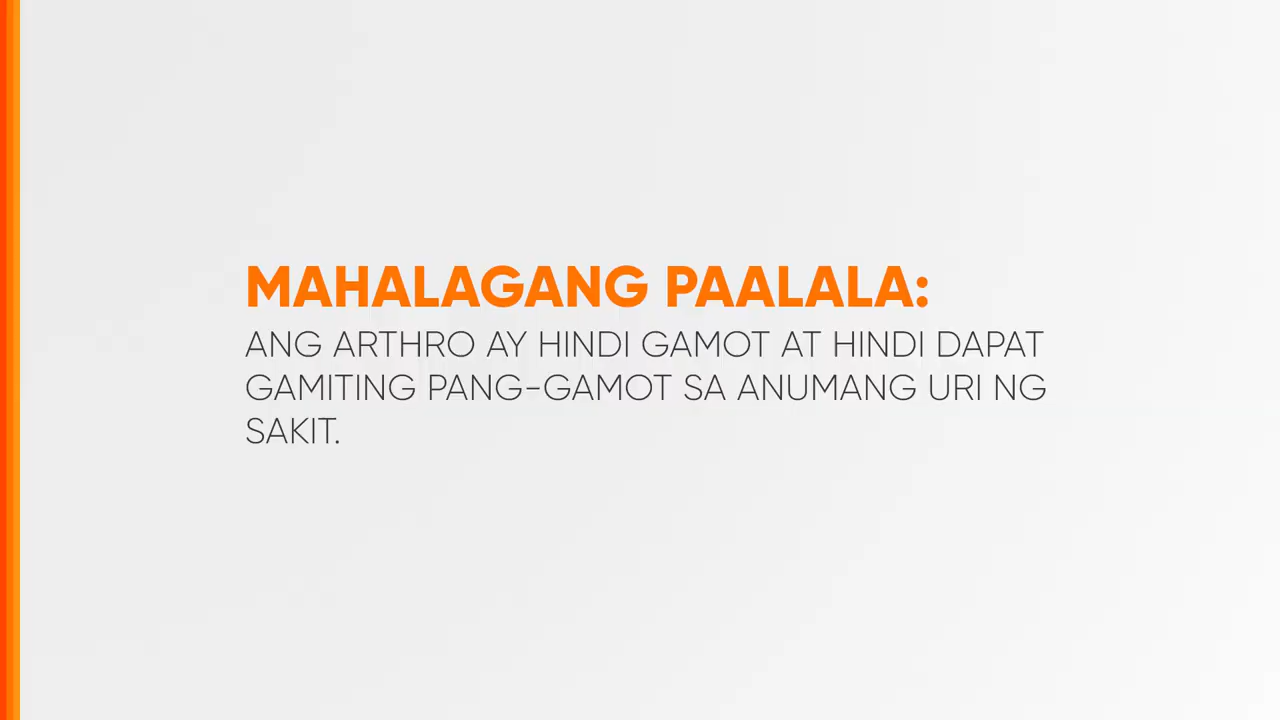 MAHALAGANG PAALALA:
ANG ARTHRO AY HINDI GAMOT AT HINDI DAPAT
GAMITING PANG-GAMOT SA ANUMANG URI NG
SAKIT.